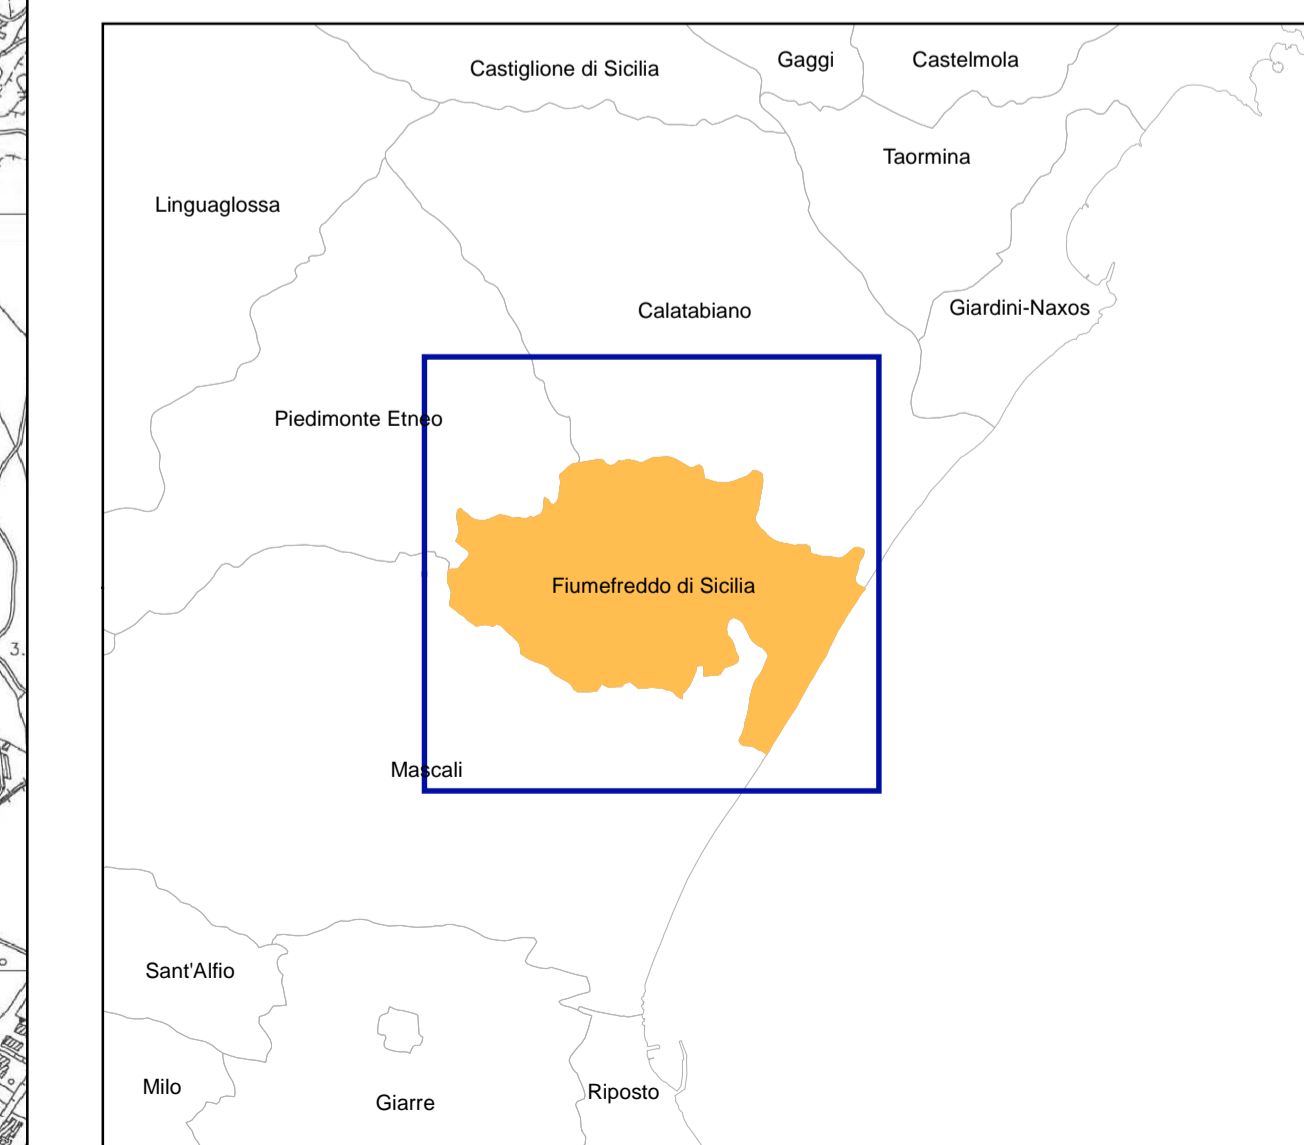 Gaggi
Castelmola
Castiglione di Sicilia
Taormina
Linguaglossa
Giardini-Naxos
Calatabiano
Piedimonte Etneo
Fiumefreddo di Sicilia
3.
Mascali
Sant'Alfio
Milo
Riposto
Giarre